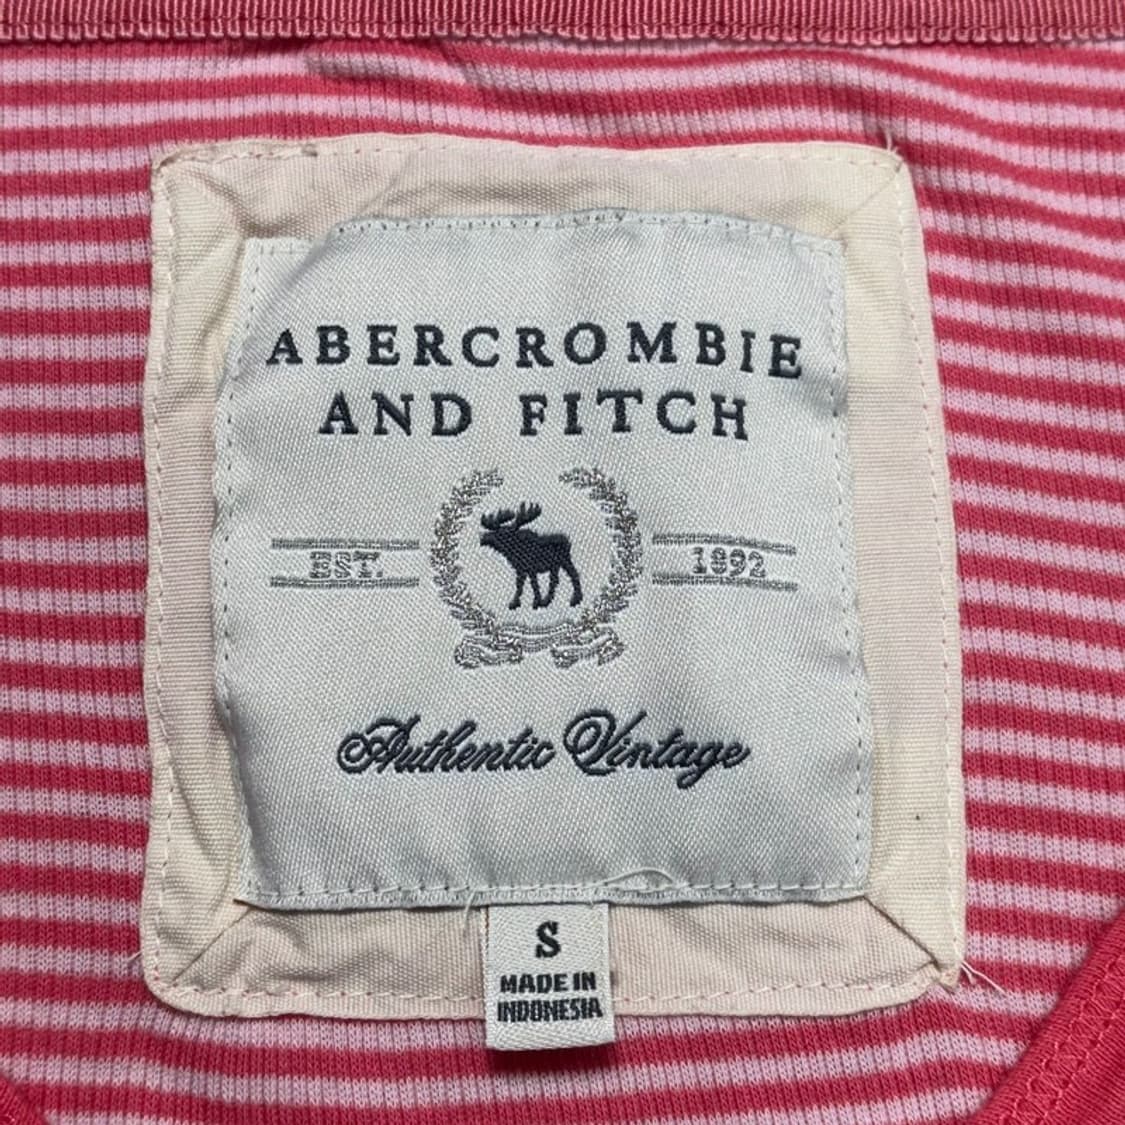 ABERCROMBIE
AND FITCH
EST. 1892
Authentic Vintage
S
MADE IN
INDONESIA